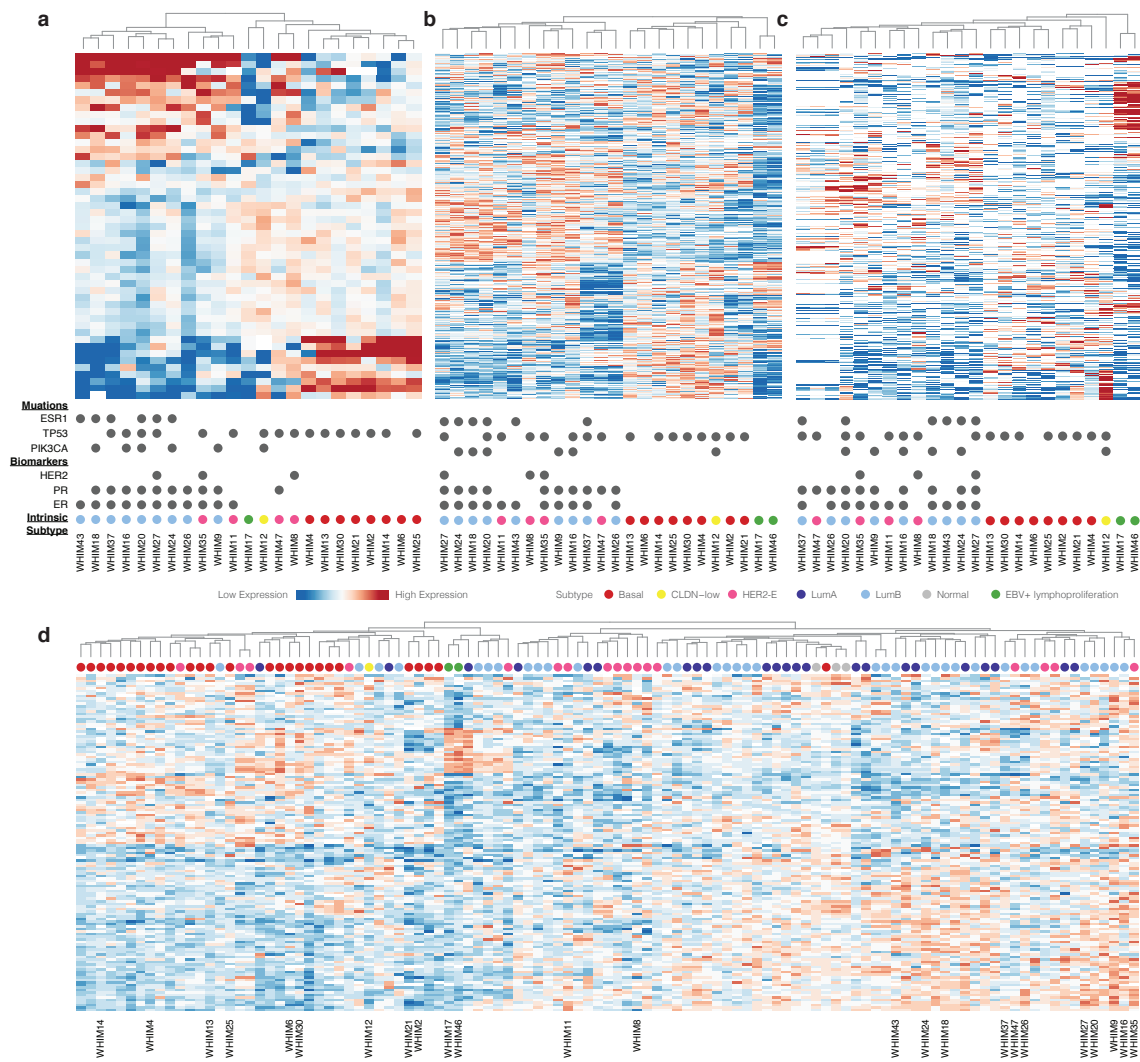 a
b
c
Muations
ESR1
TP53
PIK3CA
Biomarkers
HER2
PR
ER
Intrinsic
Subtype
WHIM43 WHIM18 WHIM37 WHIM16 WHIM20 WHIM27 WHIM24 WHIM26 WHIM35 WHIM9 WHIM11 WHIM17 WHIM12 WHIM47 WHIM8 WHIM4 WHIM13 WHIM30 WHIM21 WHIM2 WHIM14 WHIM6 WHIM25
WHIM27 WHIM24 WHIM18 WHIM20 WHIM11 WHIM43 WHIM8 WHIM35 WHIM9 WHIM16 WHIM37 WHIM47 WHIM26 WHIM13 WHIM6 WHIM14 WHIM25 WHIM30 WHIM4 WHIM12 WHIM2 WHIM21 WHIM17 WHIM46
WHIM37 WHIM47 WHIM26 WHIM20 WHIM35 WHIM9 WHIM11 WHIM16 WHIM8 WHIM18 WHIM43 WHIM24 WHIM27 WHIM13 WHIM30 WHIM14 WHIM6 WHIM25 WHIM2 WHIM21 WHIM4 WHIM12 WHIM17 WHIM46
Low Expression High Expression Subtype Basal CLDN-low HER2-E LumA LumB Normal EBV+ lymphoproliferation
d
WHIM14 WHIM4 WHIM13 WHIM25 WHIM6 WHIM30 WHIM12 WHIM21 WHIM2 WHIM17 WHIM46 WHIM11 WHIM8 WHIM43 WHIM24 WHIM18 WHIM37 WHIM47 WHIM26 WHIM27 WHIM20 WHIM9 WHIM16 WHIM35